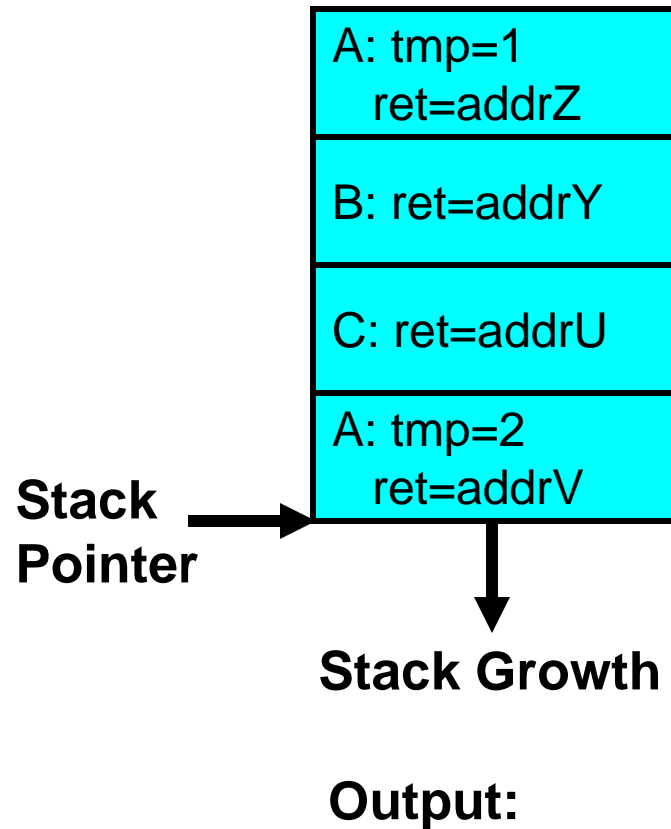 A: tmp=1
ret=addrZ
B: ret=addrY
C: ret=addrU
A: tmp=2
ret=addrV
Stack
Pointer
Stack Growth
Output: